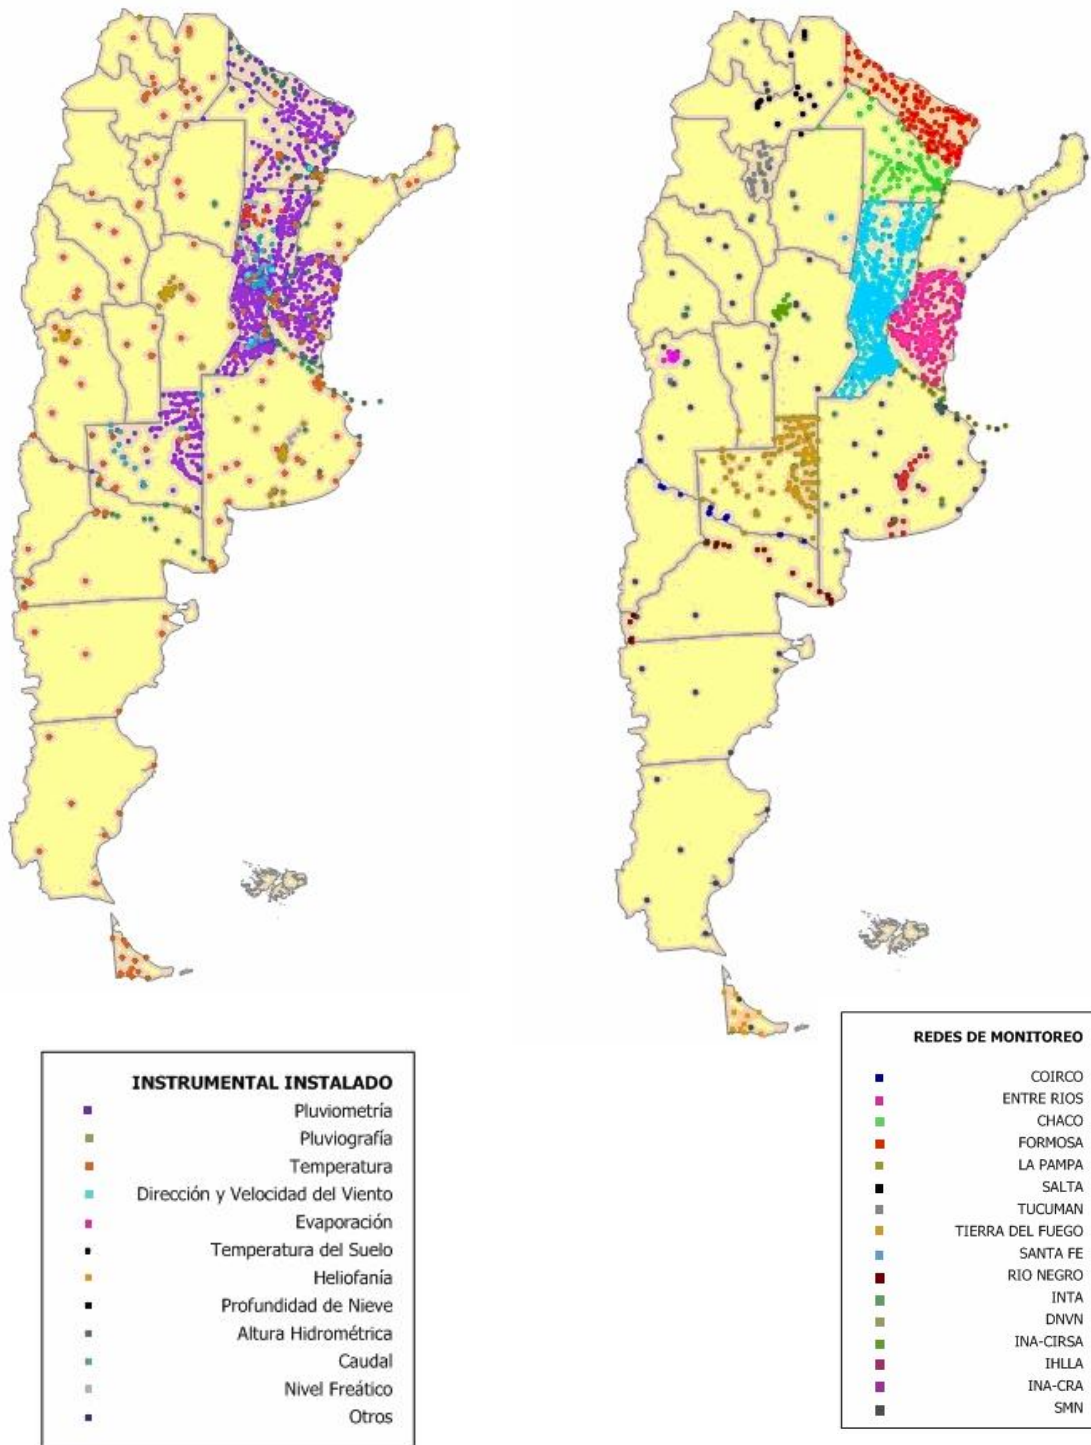 INSTRUMENTAL INSTALADO
Pluviometría
Pluviografía
Temperatura
Dirección y Velocidad del Viento
Evaporación
Temperatura del Suelo
Heliofanía
Profundidad de Nieve
Altura Hidrométrica
Caudal
Nivel Freático
Otros
REDES DE MONITOREO
COIRCO
ENTRE RIOS
CHACO
FORMOSA
LA PAMPA
SALTA
TUCUMAN
TIERRA DEL FUEGO
SANTA FE
RIO NEGRO
INTA
DNVN
INA-CIRSA
IHLLA
INA-CRA
SMN